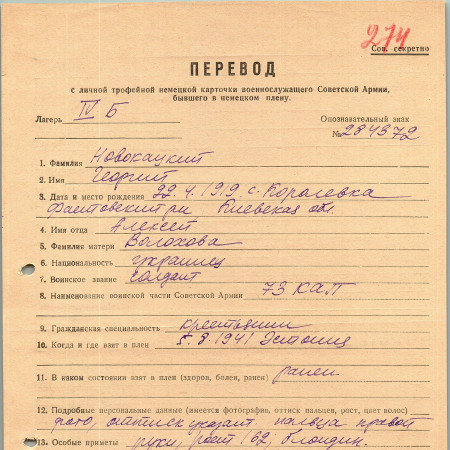 274
Сов. секретно
ПЕРЕВОД
с личной трофейной немецкой карточки военнослужащего Советской Армии,
бывшего в немецком плену.
Лагерь IV Б
Опознавательный знак
№ 284372
1. Фамилия Новокацкий
2. Имя Георгий
3. Дата и место рождения 22.4.1919 с. Королевка
Фастовский р-н Киевская обл.
4. Имя отца Алексей
5. Фамилия матери Волохова
6. Национальность украинец
7. Воинское звание солдат
8. Наименование воинской части Советской Армии 73 КАП
9. Гражданская специальность крестьянин
10. Когда и где взят в плен 5.8.1941 Эстония
11. В каком состоянии взят в плен (здоров, болен, ранен) ранен
12. Подробные персональные данные (имеется фотография, оттиск пальцев, рост, цвет волос)
фото, оттиск указат. пальца правой
13. Особые приметы руки, рост 162, блондин.